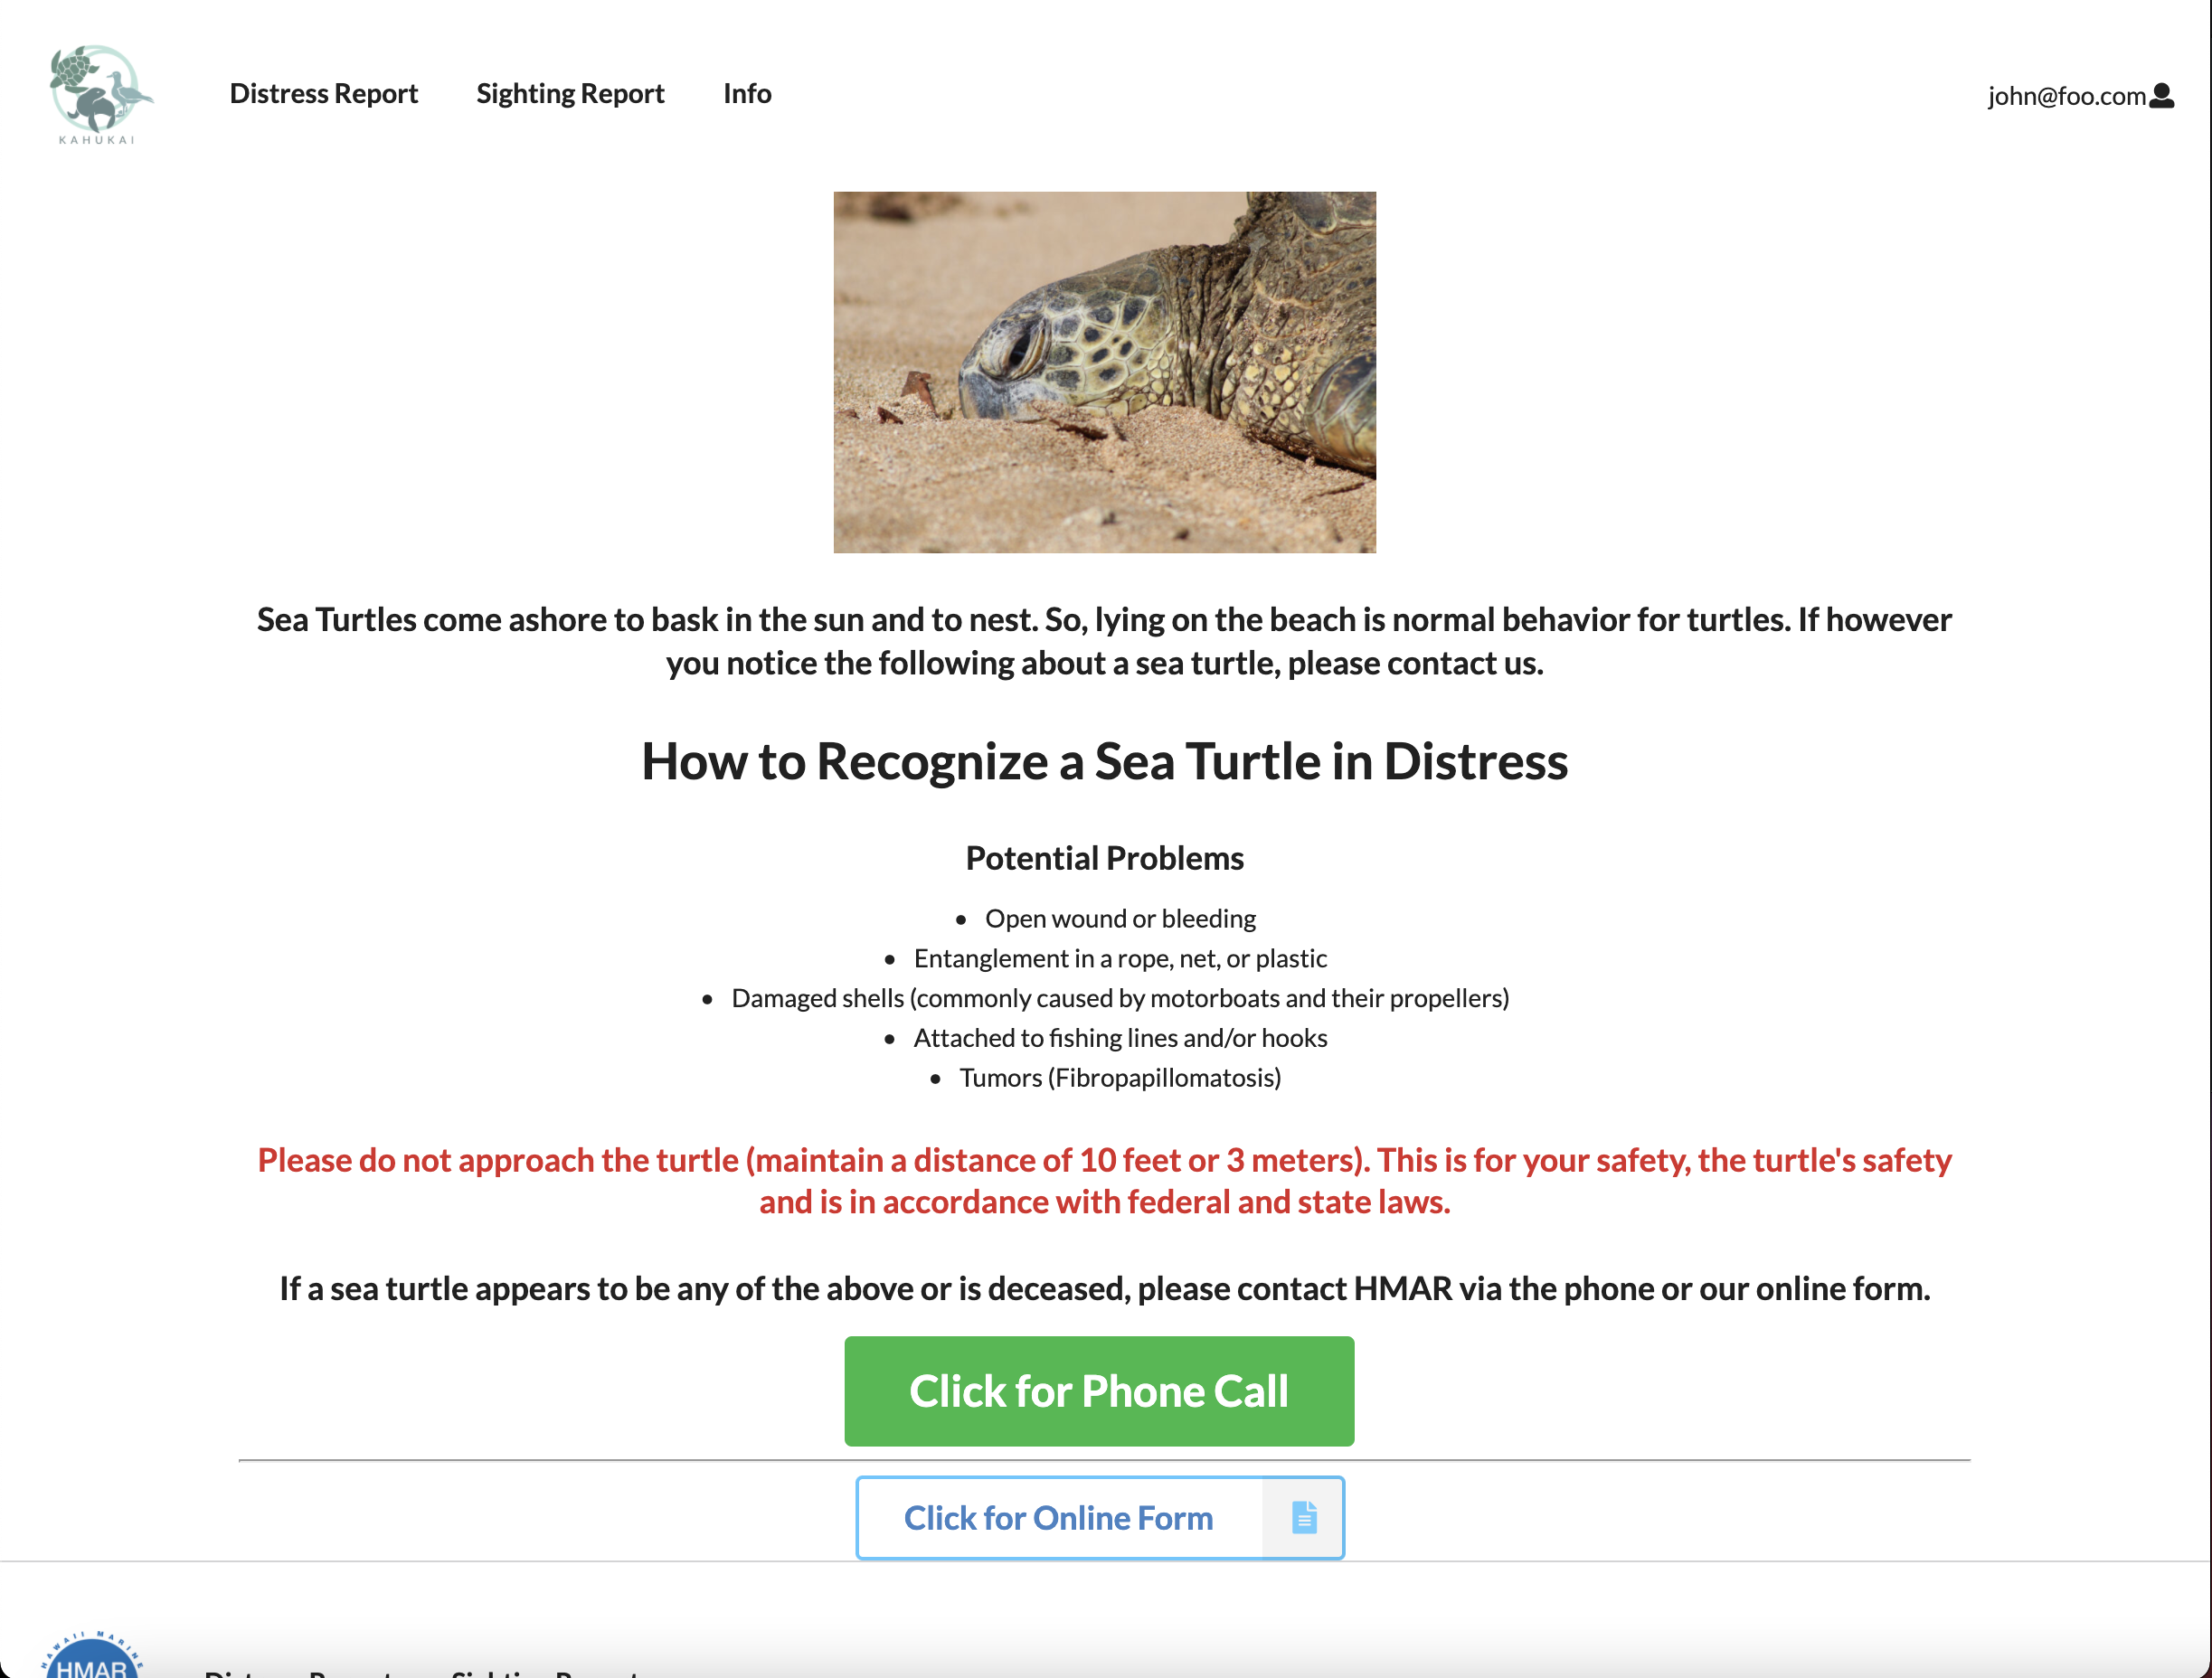 KAHUKAI
Distress Report
Sighting Report
Info
john@foo.com
Sea Turtles come ashore to bask in the sun and to nest. So, lying on the beach is normal behavior for turtles. If however
you notice the following about a sea turtle, please contact us.
How to Recognize a Sea Turtle in Distress
Potential Problems
• Open wound or bleeding
• Entanglement in a rope, net, or plastic
• Damaged shells (commonly caused by motorboats and their propellers)
• Attached to fishing lines and/or hooks
• Tumors (Fibropapillomatosis)
Please do not approach the turtle (maintain a distance of 10 feet or 3 meters). This is for your safety, the turtle's safety
and is in accordance with federal and state laws.
If a sea turtle appears to be any of the above or is deceased, please contact HMAR via the phone or our online form.
Click for Phone Call
Click for Online Form
HAWAII MARINE
HMAR